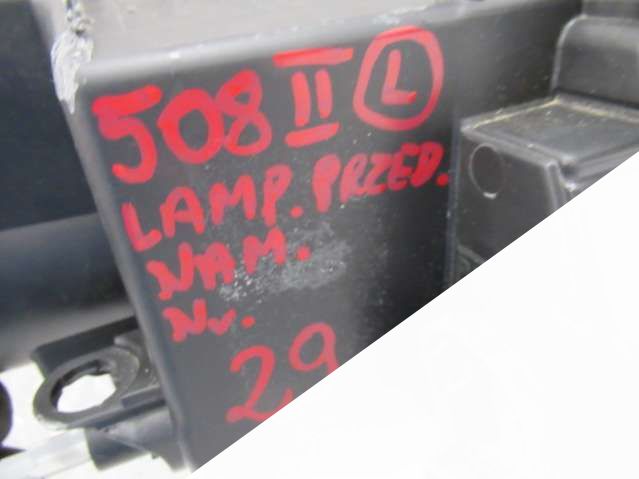 508 II L
LAMP. PRZED.
NAM.
Nr.
29